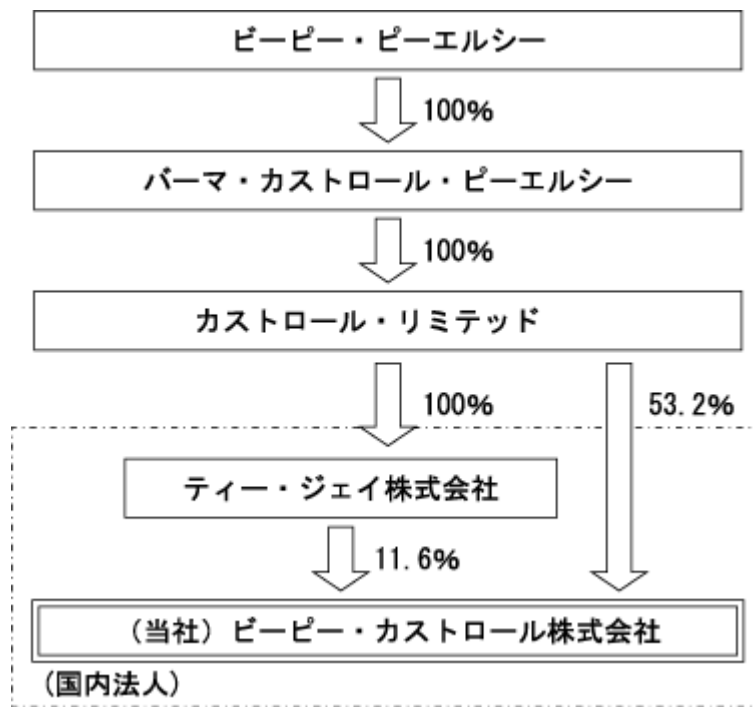 ビーピー・ピーエルシー
100%
バーマ・カストロール・ピーエルシー
100%
カストロール・リミテッド
100%
53.2%
ティー・ジェイ株式会社
11.6%
(当社)ビーピー・カストロール株式会社
(国内法人)